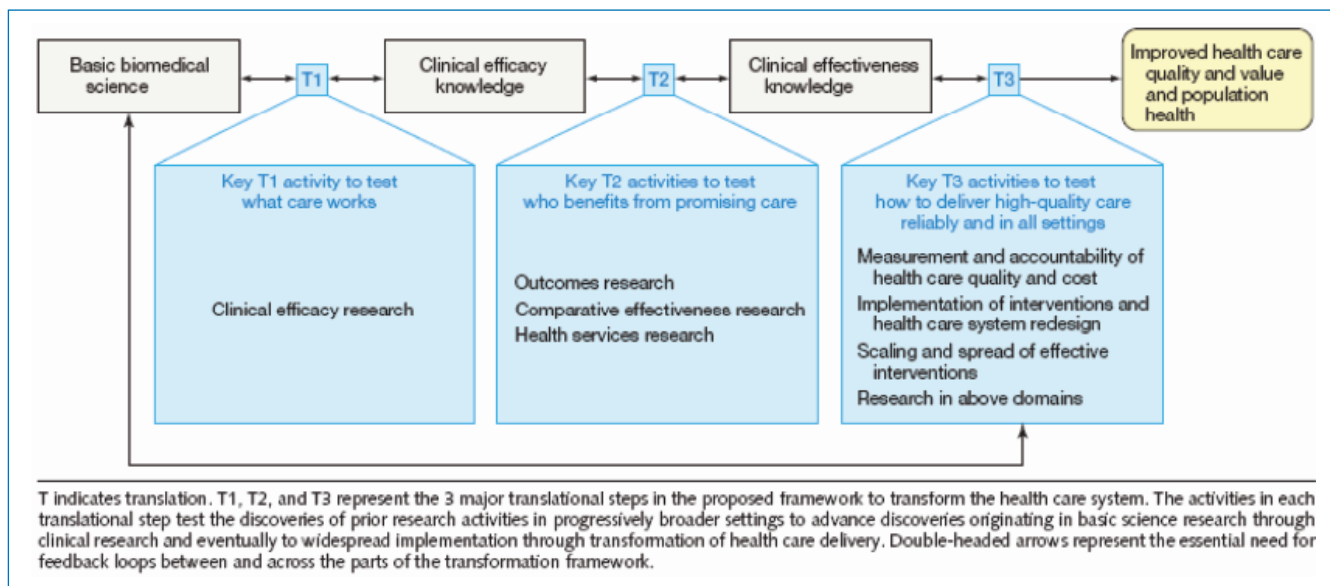 Basic biomedical
science
T1
Clinical efficacy
knowledge
T2
Clinical effectiveness
knowledge
T3
Improved health care
quality and value
and population
health
Key T1 activity to test
what care works
Clinical efficacy research
Key T2 activities to test
who benefits from promising care
Outcomes research
Comparative effectiveness research
Health services research
Key T3 activities to test
how to deliver high-quality care
reliably and in all settings
Measurement and accountability of
health care quality and cost
Implementation of interventions and
health care system redesign
Scaling and spread of effective
interventions
Research in above domains
T indicates translation. T1, T2, and T3 represent the 3 major translational steps in the proposed framework to transform the health care system. The activities in each
translational step test the discoveries of prior research activities in progressively broader settings to advance discoveries originating in basic science research through
clinical research and eventually to widespread implementation through transformation of health care delivery. Double-headed arrows represent the essential need for
feedback loops between and across the parts of the transformation framework.